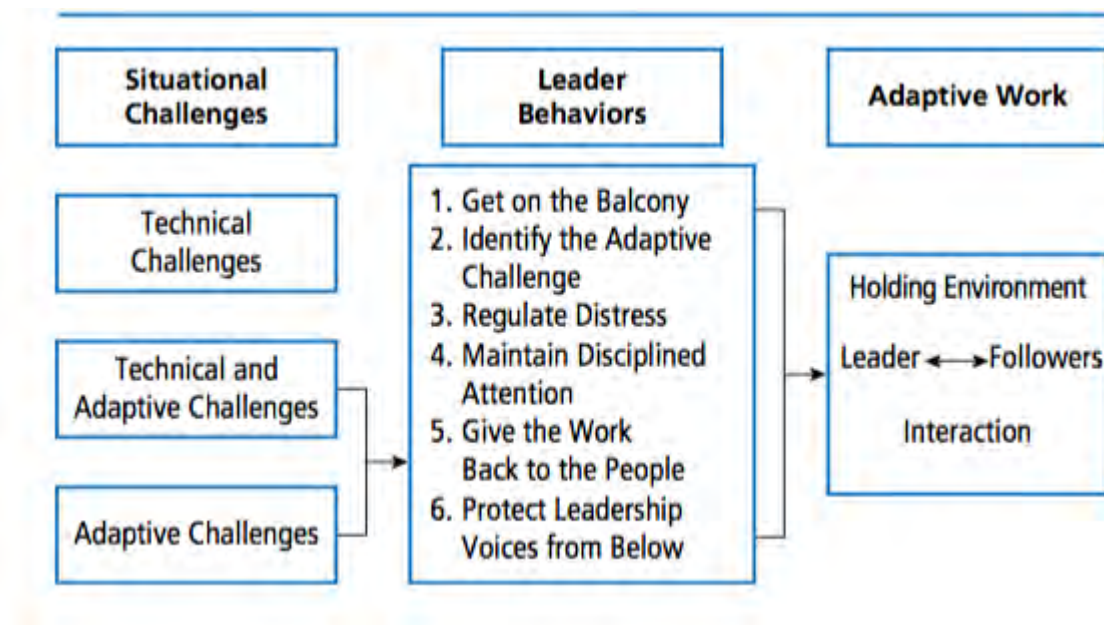 Situational
Challenges
Leader
Behaviors
Adaptive Work
Technical
Challenges
Technical and
Adaptive Challenges
Adaptive Challenges
1. Get on the Balcony
2. Identify the Adaptive
Challenge
3. Regulate Distress
4. Maintain Disciplined
Attention
5. Give the Work
Back to the People
6. Protect Leadership
Voices from Below
Holding Environment
Leader ↔ Followers
Interaction